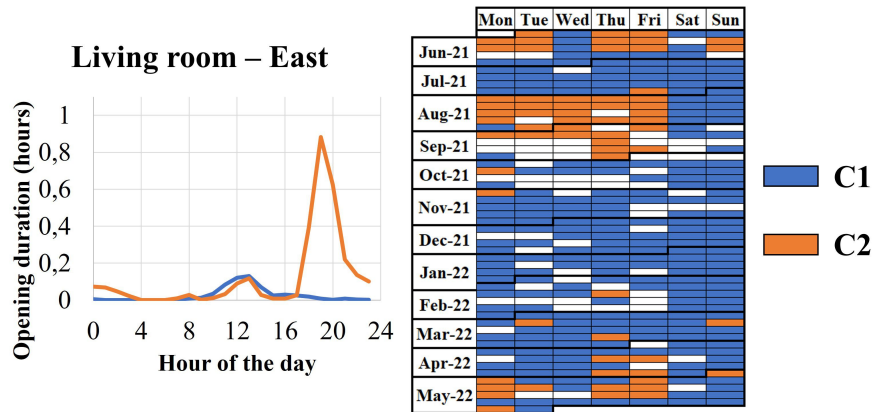 Living room – East
Opening duration (hours)
1
0,8
0,6
0,4
0,2
0
0 4 8 12 16 20 24
Hour of the day
Mon Tue Wed Thu Fri Sat Sun
Jun-21
Jul-21
Aug-21
Sep-21
Oct-21
Nov-21
Dec-21
Jan-22
Feb-22
Mar-22
Apr-22
May-22
C1
C2